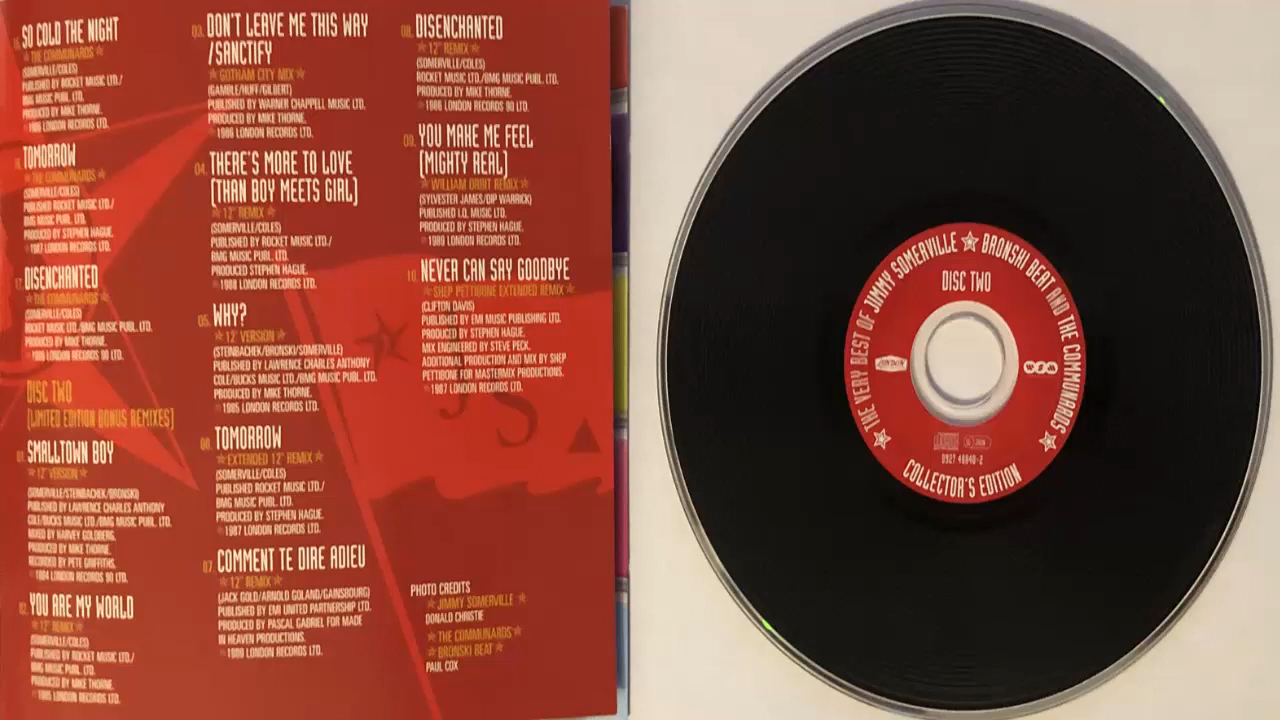 15. SO COLD THE NIGHT
★ THE COMMUNARDS ★
(SOMERVILLE/COLES)
PUBLISHED BY ROCKET MUSIC LTD./
BMG MUSIC PUBL. LTD.
PRODUCED BY MIKE THORNE.
℗ 1986 LONDON RECORDS LTD.
16. TOMORROW
★ THE COMMUNARDS ★
(SOMERVILLE/COLES)
PUBLISHED ROCKET MUSIC LTD./
BMG MUSIC PUBL. LTD.
PRODUCED BY STEPHEN HAGUE.
℗ 1987 LONDON RECORDS LTD.
17. DISENCHANTED
★ THE COMMUNARDS ★
(SOMERVILLE/COLES)
ROCKET MUSIC LTD./BMG MUSIC PUBL. LTD.
PRODUCED BY MIKE THORNE.
℗ 1986 LONDON RECORDS 90 LTD.
DISC TWO
(LIMITED EDITION BONUS REMIXES)
01. SMALLTOWN BOY
★ 12" VERSION ★
(SOMERVILLE/STEINBACHEK/BRONSKI)
PUBLISHED BY LAWRENCE CHARLES ANTHONY
COLE/BUCKS MUSIC LTD./BMG MUSIC PUBL. LTD.
MIXED BY HARVEY GOLDBERG.
PRODUCED BY MIKE THORNE.
RECORDED BY PETE GRIFFITHS.
℗ 1984 LONDON RECORDS 90 LTD.
02. YOU ARE MY WORLD
★ 12" REMIX ★
(SOMERVILLE/COLES)
PUBLISHED BY ROCKET MUSIC LTD./
BMG MUSIC PUBL. LTD.
PRODUCED BY MIKE THORNE.
℗ 1985 LONDON RECORDS LTD.
03. DON'T LEAVE ME THIS WAY
/SANCTIFY
★ GOTHAM CITY MIX ★
(GAMBLE/HUFF/GILBERT)
PUBLISHED BY WARNER CHAPPELL MUSIC LTD.
PRODUCED BY MIKE THORNE.
℗ 1986 LONDON RECORDS LTD.
04. THERE'S MORE TO LOVE
(THAN BOY MEETS GIRL)
★ 12" REMIX ★
(SOMERVILLE/COLES)
PUBLISHED BY ROCKET MUSIC LTD./
BMG MUSIC PUBL. LTD.
PRODUCED STEPHEN HAGUE.
℗ 1988 LONDON RECORDS LTD.
05. WHY?
★ 12" VERSION ★
(STEINBACHEK/BRONSKI/SOMERVILLE)
PUBLISHED BY LAWRENCE CHARLES ANTHONY
COLE/BUCKS MUSIC LTD./BMG MUSIC PUBL. LTD.
PRODUCED BY MIKE THORNE.
℗ 1985 LONDON RECORDS LTD.
06. TOMORROW
★ EXTENDED 12" REMIX ★
(SOMERVILLE/COLES)
PUBLISHED ROCKET MUSIC LTD./
BMG MUSIC PUBL. LTD.
PRODUCED BY STEPHEN HAGUE.
℗ 1987 LONDON RECORDS LTD.
07. COMMENT TE DIRE ADIEU
★ 12" REMIX ★
(JACK GOLD/ARNOLD GOLAND/GAINSBOURG)
PUBLISHED BY EMI UNITED PARTNERSHIP LTD.
PRODUCED BY PASCAL GABRIEL FOR MADE
IN HEAVEN PRODUCTIONS.
℗ 1989 LONDON RECORDS LTD.
08. DISENCHANTED
★ 12" REMIX ★
(SOMERVILLE/COLES)
ROCKET MUSIC LTD./BMG MUSIC PUBL. LTD.
PRODUCED BY MIKE THORNE.
℗ 1986 LONDON RECORDS 90 LTD.
09. YOU MAKE ME FEEL
(MIGHTY REAL)
★ WILLIAM ORBIT REMIX ★
(SYLVESTER JAMES/DIP WARRICK)
PUBLISHED I.Q. MUSIC LTD.
PRODUCED BY STEPHEN HAGUE.
℗ 1989 LONDON RECORDS LTD.
10. NEVER CAN SAY GOODBYE
★ SHEP PETTIBONE EXTENDED REMIX ★
(CLIFTON DAVIS)
PUBLISHED BY EMI MUSIC PUBLISHING LTD.
PRODUCED BY STEPHEN HAGUE.
MIX ENGINEERED BY STEVE PECK.
ADDITIONAL PRODUCTION AND MIX BY SHEP
PETTIBONE FOR MASTERMIX PRODUCTIONS.
℗ 1987 LONDON RECORDS LTD.
PHOTO CREDITS
★ JIMMY SOMERVILLE ★
DONALD CHRISTIE
★ THE COMMUNARDS ★
★ BRONSKI BEAT ★
PAUL COX
THE VERY BEST OF JIMMY SOMERVILLE ★ BRONSKI BEAT AND THE COMMUNARDS
DISC TWO
LONDON
WSM
0927 48040-2
★ COLLECTOR'S EDITION ★